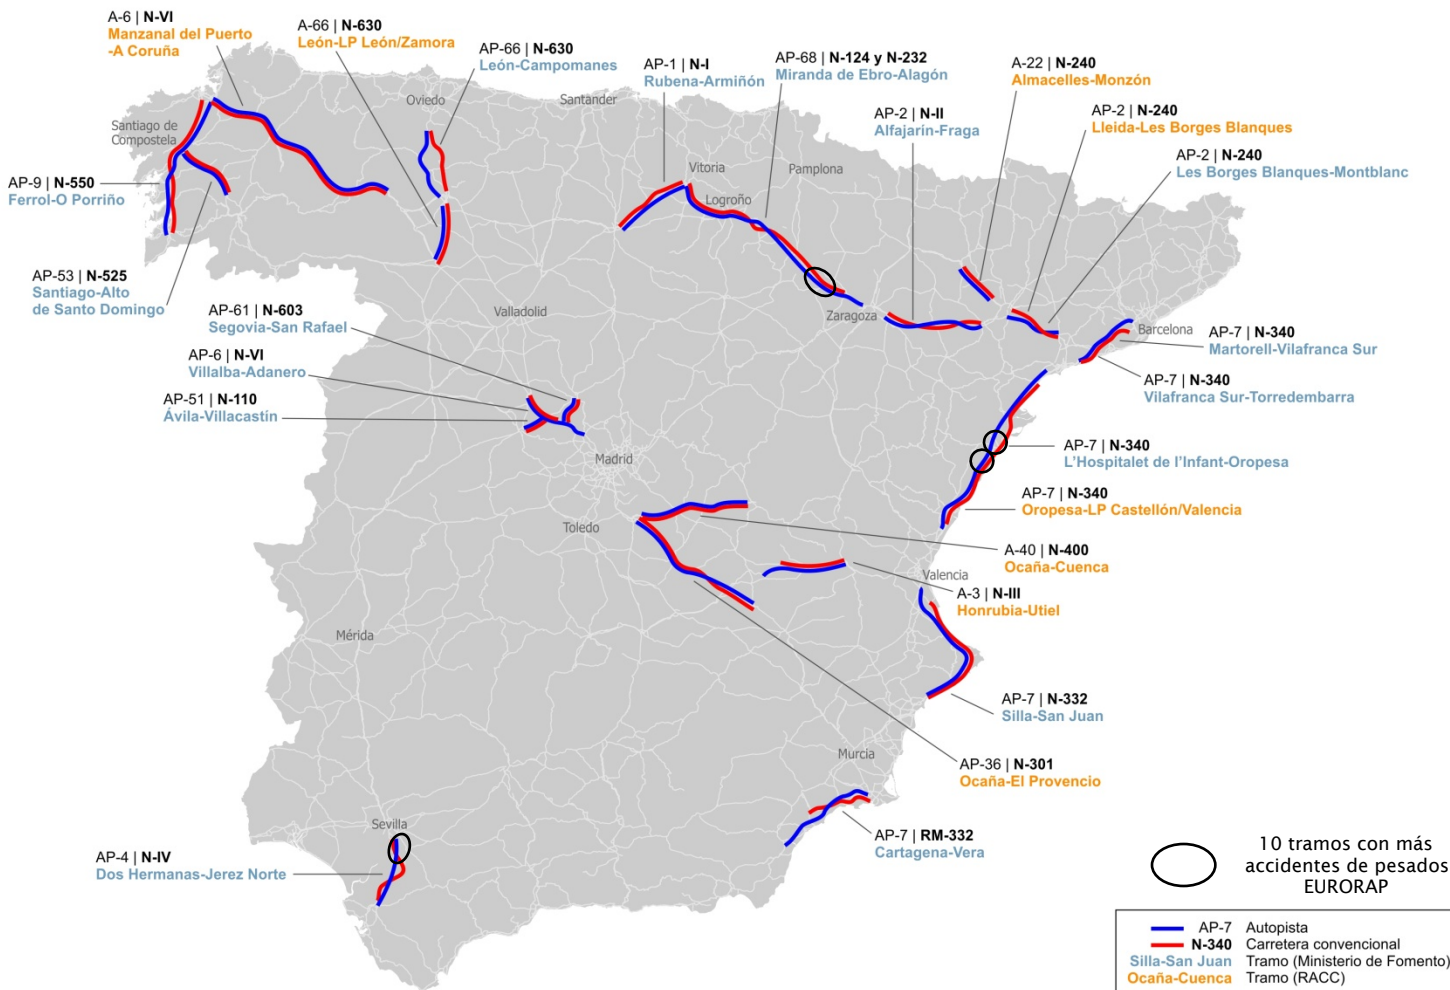 A-6 | N-VI
Manzanal del Puerto
-A Coruña
A-66 | N-630
León-LP León/Zamora
AP-66 | N-630
León-Campomanes
AP-1 | N-I
Rubena-Armiñón
AP-68 | N-124 y N-232
Miranda de Ebro-Alagón
A-22 | N-240
Almacelles-Monzón
AP-2 | N-II
Alfajarín-Fraga
AP-2 | N-240
Lleida-Les Borges Blanques
AP-2 | N-240
Les Borges Blanques-Montblanc
Oviedo
Santander
Santiago de
Compostela
Vitoria
Pamplona
Logroño
AP-9 | N-550
Ferrol-O Porriño
AP-53 | N-525
Santiago-Alto
de Santo Domingo
Valladolid
Zaragoza
Barcelona
AP-61 | N-603
Segovia-San Rafael
AP-6 | N-VI
Villalba-Adanero
AP-51 | N-110
Ávila-Villacastín
AP-7 | N-340
Martorell-Vilafranca Sur
AP-7 | N-340
Vilafranca Sur-Torredembarra
AP-7 | N-340
L'Hospitalet de l'Infant-Oropesa
AP-7 | N-340
Oropesa-LP Castellón/Valencia
Madrid
Toledo
A-40 | N-400
Ocaña-Cuenca
Valencia
A-3 | N-III
Honrubia-Utiel
Mérida
AP-7 | N-332
Silla-San Juan
Murcia
AP-36 | N-301
Ocaña-El Provencio
Sevilla
AP-7 | RM-332
Cartagena-Vera
AP-4 | N-IV
Dos Hermanas-Jerez Norte
10 tramos con más
accidentes de pesados
EURORAP
AP-7 Autopista
N-340 Carretera convencional
Silla-San Juan Tramo (Ministerio de Fomento)
Ocaña-Cuenca Tramo (RACC)